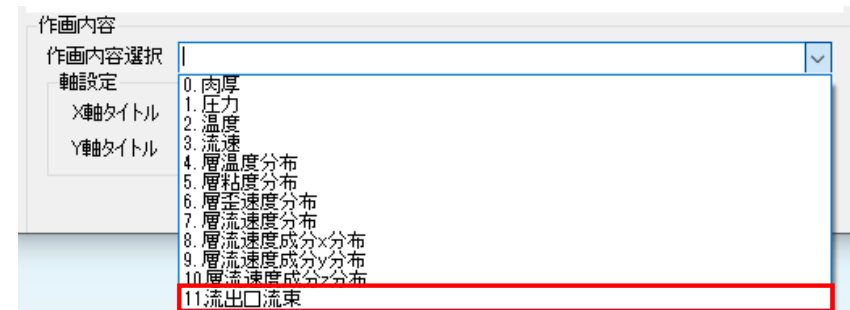 作画内容
作画内容選択
軸設定
X軸タイトル
Y軸タイトル
0. 肉厚
1. 圧力
2. 温度
3. 流速
4. 層温度分布
5. 層粘度分布
6. 層歪速度分布
7. 層流速度分布
8. 層流速度成分x分布
9. 層流速度成分y分布
10.層流速度成分z分布
11.流出口流束